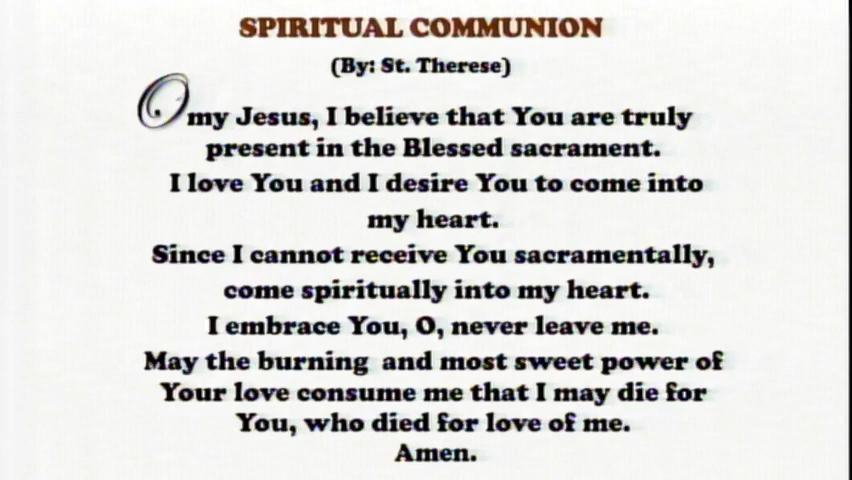 SPIRITUAL COMMUNION
(By: St. Therese)
O my Jesus, I believe that You are truly
present in the Blessed sacrament.
I love You and I desire You to come into
my heart.
Since I cannot receive You sacramentally,
come spiritually into my heart.
I embrace You, O, never leave me.
May the burning and most sweet power of
Your love consume me that I may die for
You, who died for love of me.
Amen.